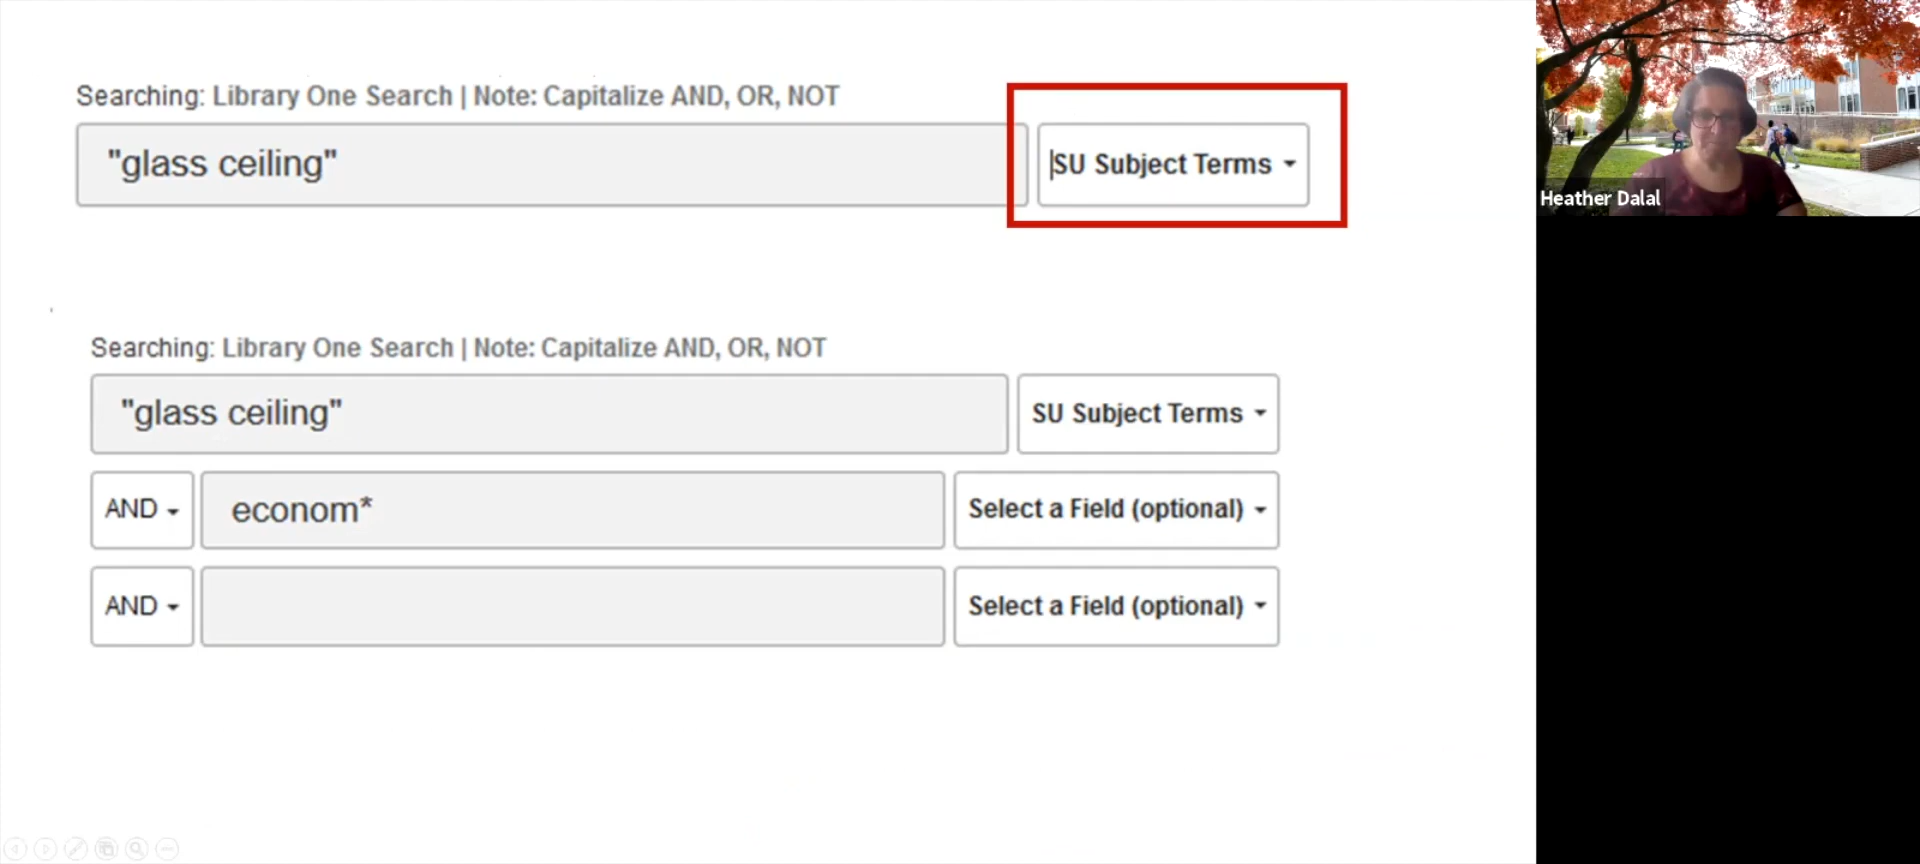 Searching: Library One Search | Note: Capitalize AND, OR, NOT
"glass ceiling"
SU Subject Terms
Heather Dalal
Searching: Library One Search | Note: Capitalize AND, OR, NOT
"glass ceiling"
SU Subject Terms
AND
econom*
Select a Field (optional)
AND
Select a Field (optional)